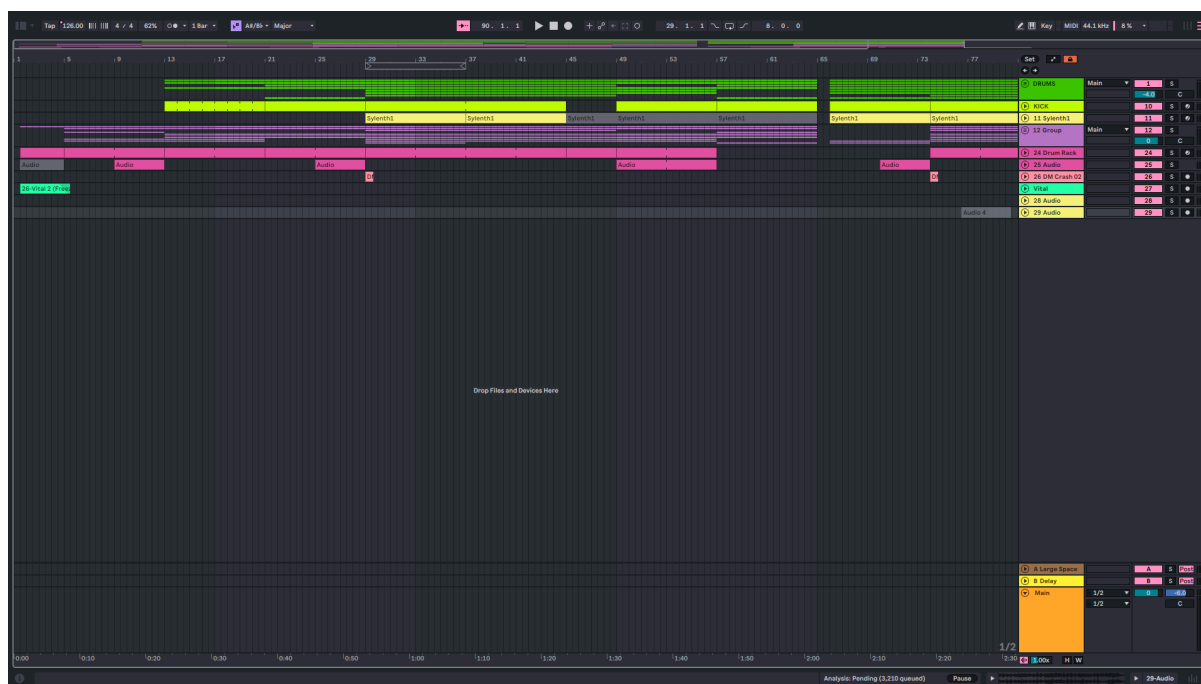 Tap 126.00 4 / 4 62% 1 Bar A#/B♭ Major 90. 1. 1 29. 1. 1 8. 0. 0 Key MIDI 44.1 kHz 8 %
1 5 9 13 17 21 25 29 33 37 41 45 49 53 57 61 65 69 73 77 Set
DRUMS Main 1 S
-4.0 C
KICK 10 S
Sylenth1 Sylenth1 Sylenth1 Sylenth1 Sylenth1 Sylenth1 Sylenth1 11 Sylenth1 11 S
12 Group Main 12 S
0 C
24 Drum Rack 24 S
Audio Audio Audio Audio Audio 25 Audio 25 S
26 DM Crash 02 26 S
26-Vital 2 (Free Vital 27 S
28 Audio 28 S
Audio 4 29 Audio 29 S
Drop Files and Devices Here
A Large Space A S Post
B Delay B S Post
Main 1/2 0 -6.0
1/2 C
1/2
0:00 0:10 0:20 0:30 0:40 0:50 1:00 1:10 1:20 1:30 1:40 1:50 2:00 2:10 2:20 2:30 1.00x H W
Analysis: Pending (3,210 queued) Pause 29-Audio